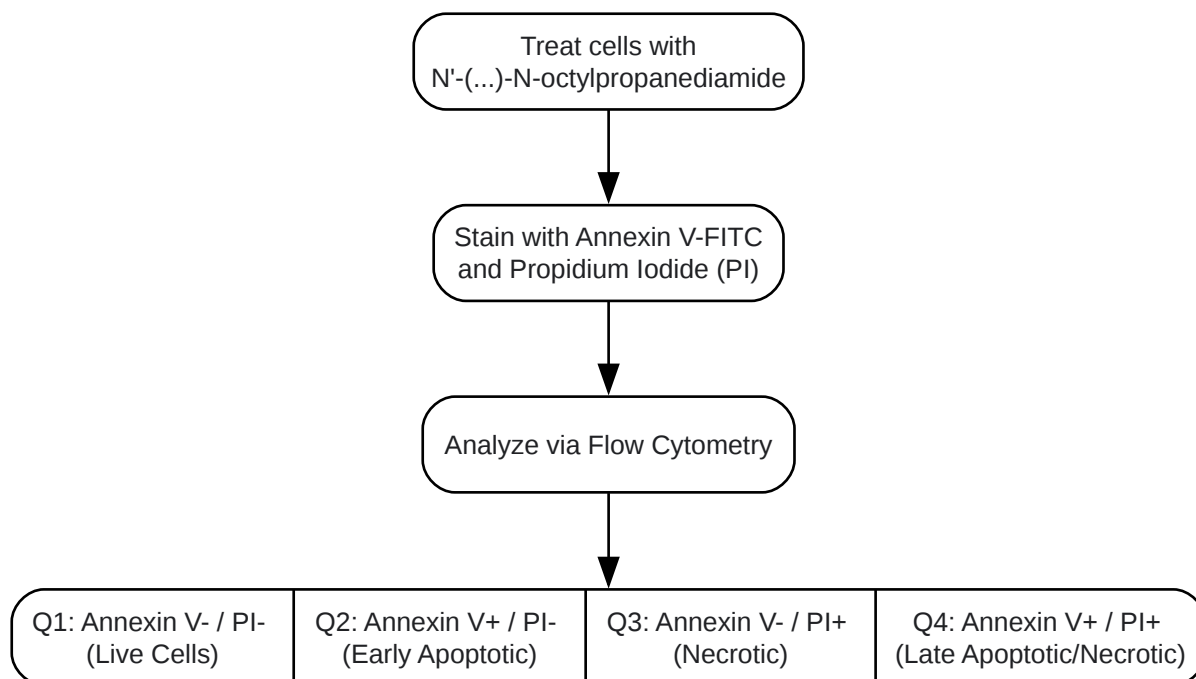 Treat cells with
N'-(...)-N-octylpropanediamide
Stain with Annexin V-FITC
and Propidium Iodide (PI)
Analyze via Flow Cytometry
Q1: Annexin V- / PI-
(Live Cells)
Q2: Annexin V+ / PI-
(Early Apoptotic)
Q3: Annexin V- / PI+
(Necrotic)
Q4: Annexin V+ / PI+
(Late Apoptotic/Necrotic)